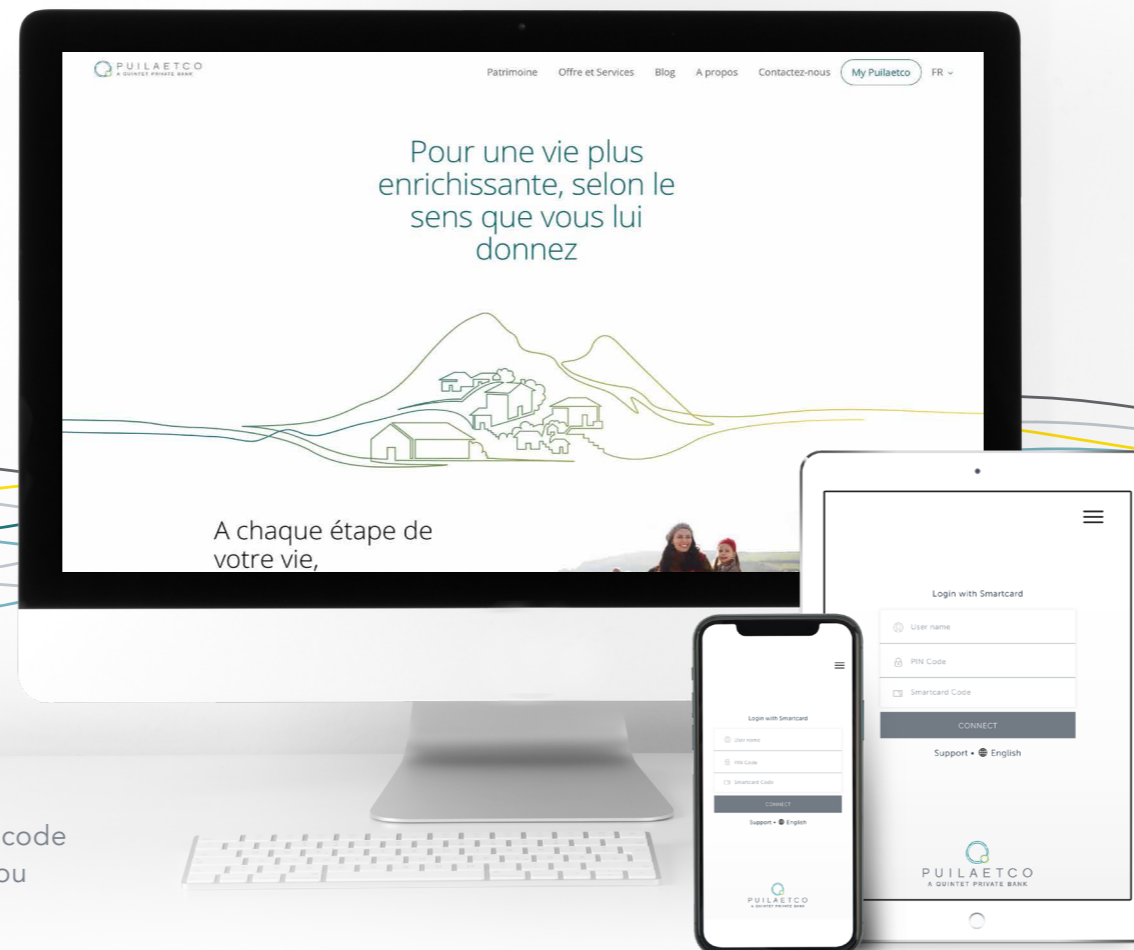 PUILAETCO
A QUINTET PRIVATE BANK
Patrimoine Offre et Services Blog A propos Contactez-nous My Puilaetco FR
Pour une vie plus
enrichissante, selon le
sens que vous lui
donnez
A chaque étape de
votre vie,
Login with Smartcard
User name
PIN Code
Smartcard Code
CONNECT
Support • English
PUILAETCO
A QUINTET PRIVATE BANK
Login with Smartcard
User name
PIN Code
Smartcard Code
CONNECT
Support • English
PUILAETCO
A QUINTET PRIVATE BANK
code
ou